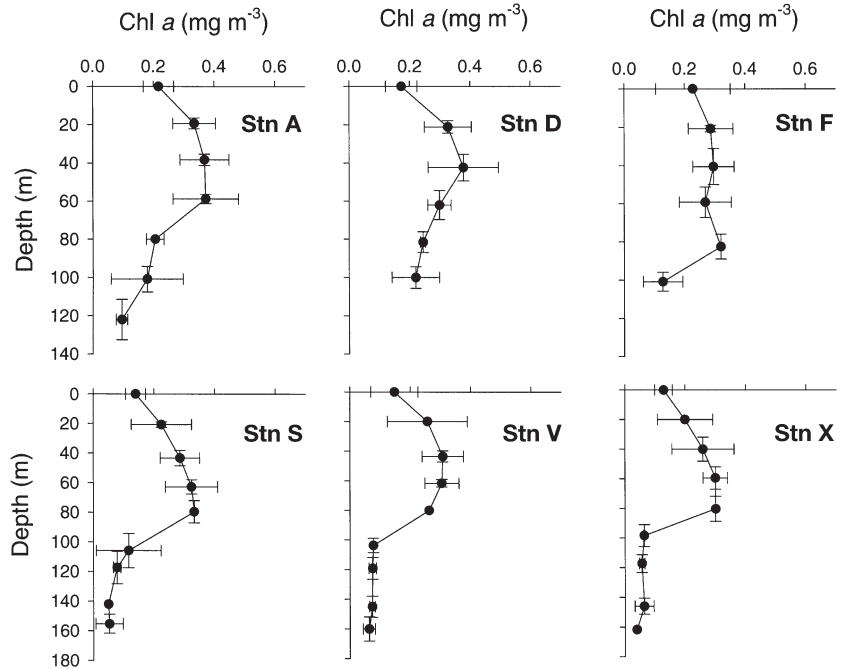 Chl a (mg m-3) Chl a (mg m-3) Chl a (mg m-3)
0.0 0.2 0.4 0.6 0.0 0.2 0.4 0.6 0.0 0.2 0.4 0.6
0
20
40
60
80
100
120
140
Depth (m)
Stn A
Stn D
Stn F
0
20
40
60
80
100
120
140
160
180
Depth (m)
Stn S
Stn V
Stn X